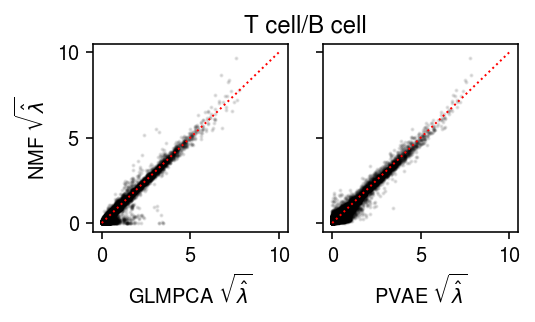 T cell/B cell
10
5
0
NMF √λ̂
0 5 10
0 5 10
GLMPCA √λ̂
PVAE √λ̂